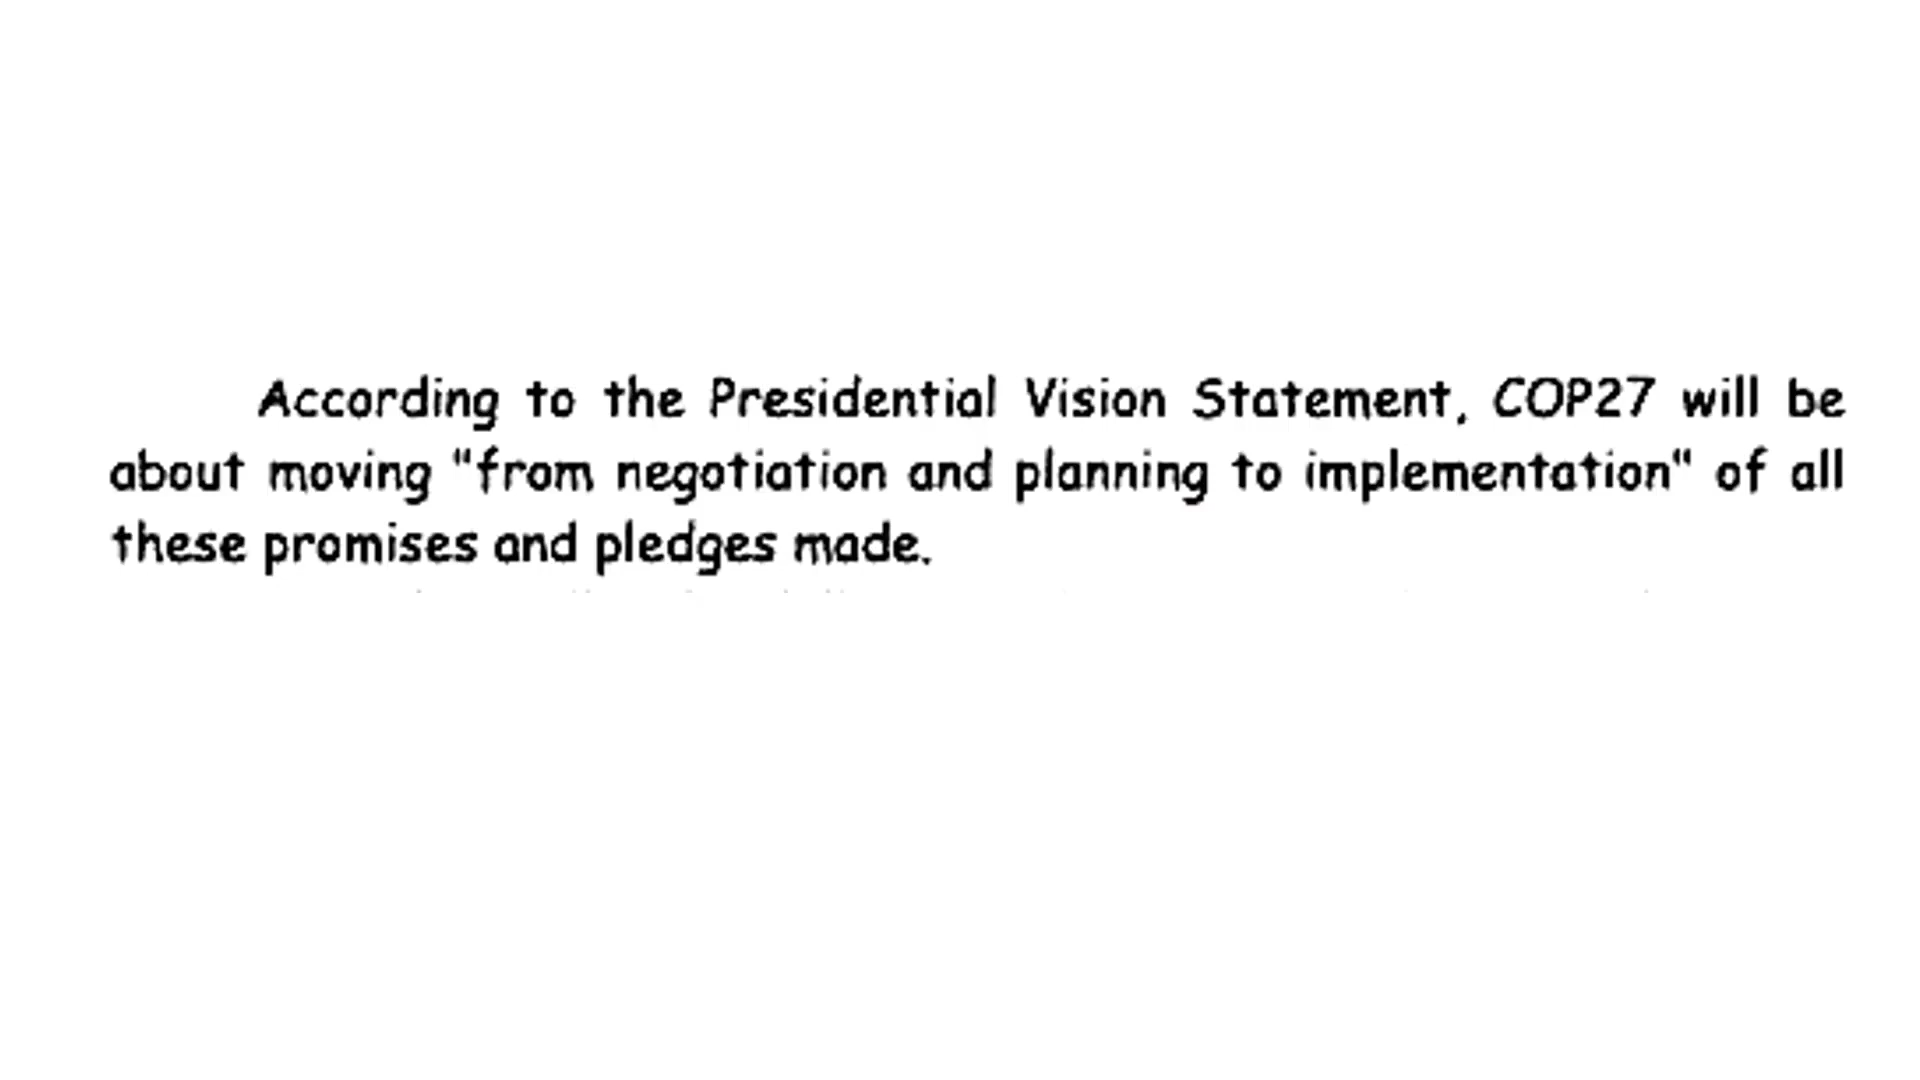 According to the Presidential Vision Statement, COP27 will be
about moving "from negotiation and planning to implementation" of all
these promises and pledges made.